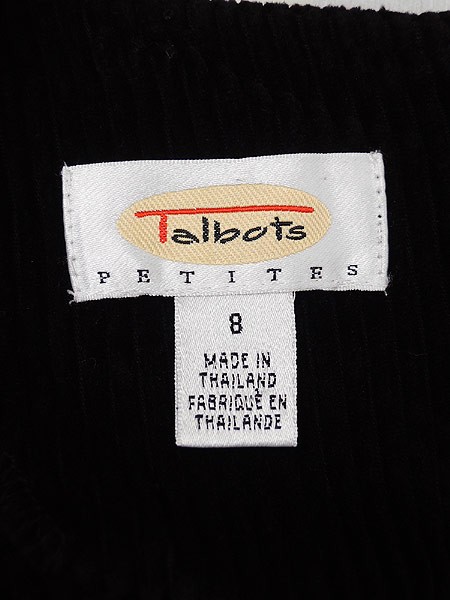 Talbots
PETITES
8
MADE IN
THAILAND
FABRIQUÉ EN
THAILANDE